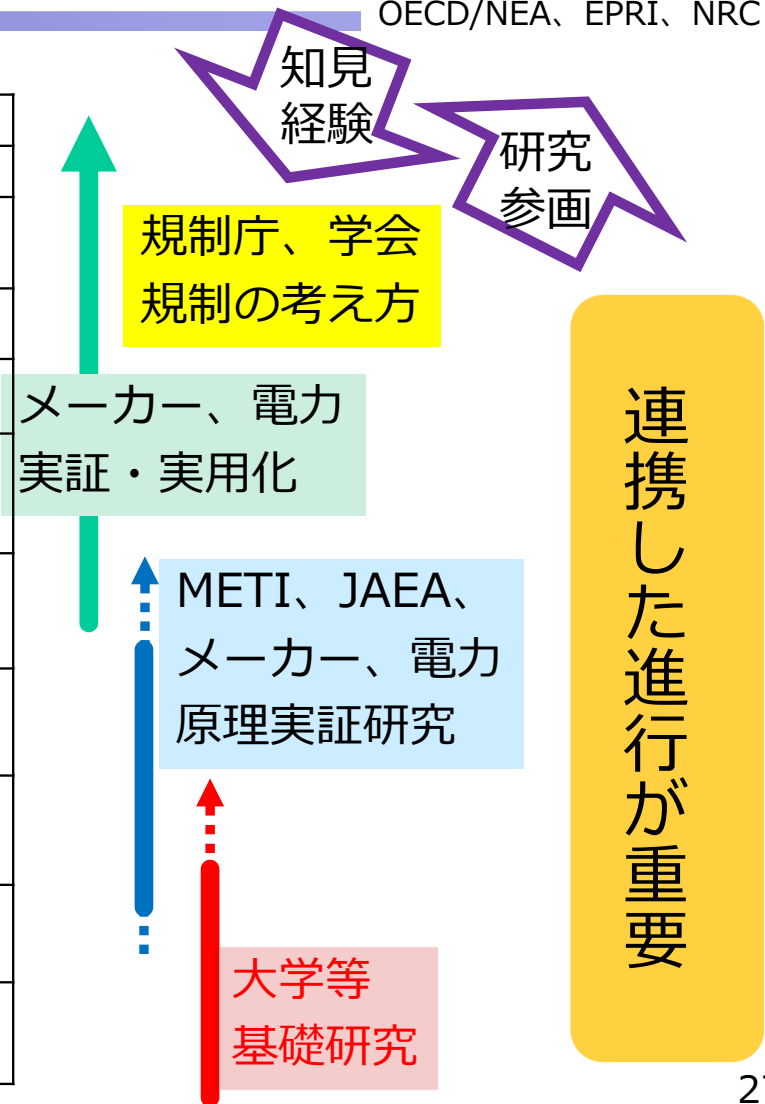 OECD/NEA、EPRI、NRC
知見
経験
研究
参画
規制庁、学会
規制の考え方
メーカー、電力
実証・実用化
METI、JAEA、
メーカー、電力
原理実証研究
大学等
基礎研究
連携した進行が重要